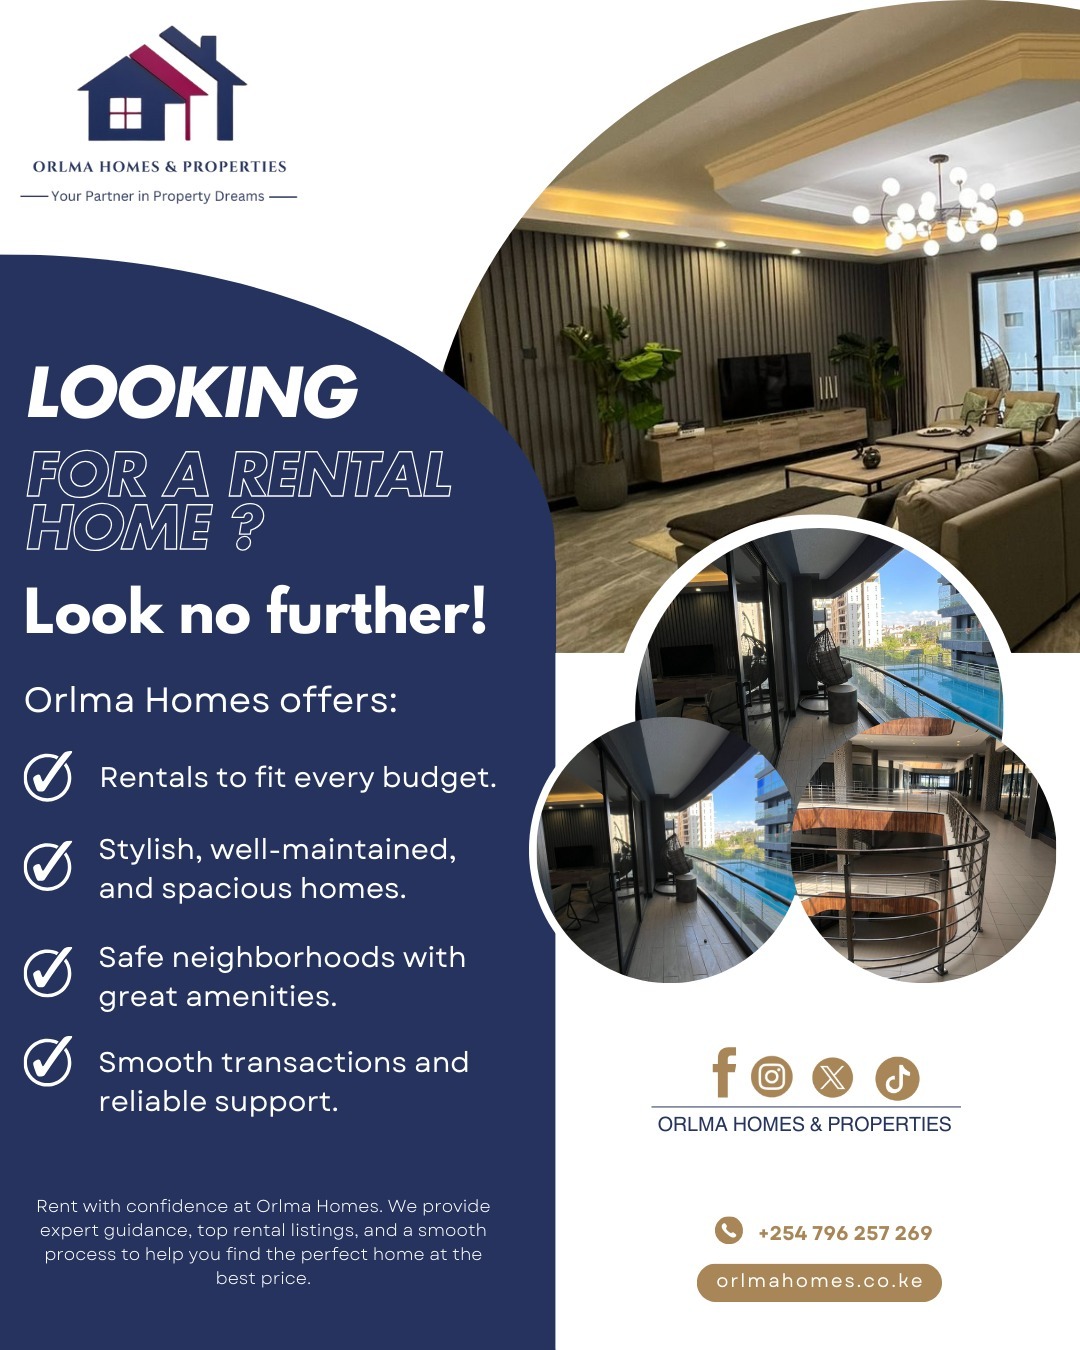 ORLMA HOMES & PROPERTIES
Your Partner in Property Dreams
LOOKING
FOR A RENTAL
HOME ?
Look no further!
Orlma Homes offers:
Rentals to fit every budget.
Stylish, well-maintained,
and spacious homes.
Safe neighborhoods with
great amenities.
Smooth transactions and
reliable support.
Rent with confidence at Orlma Homes. We provide
expert guidance, top rental listings, and a smooth
process to help you find the perfect home at the
best price.
ORLMA HOMES & PROPERTIES
+254 796 257 269
orlmahomes.co.ke